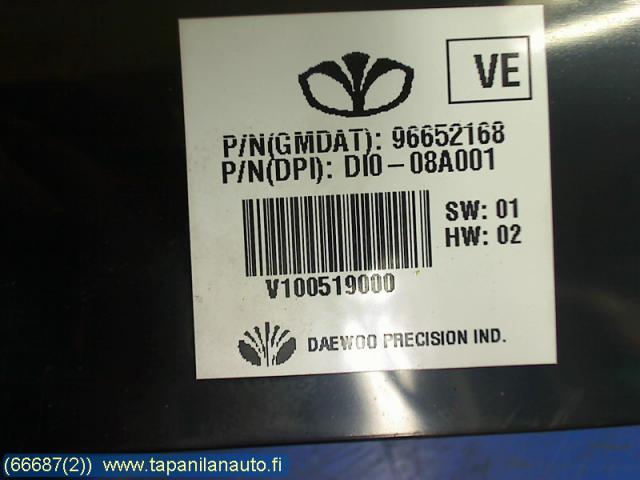 VE
P/N(GMDAT): 96652168
P/N(DPI): DI0-08A001
SW: 01
HW: 02
V100519000
DAEWOO PRECISION IND.
(66687(2)) www.tapanilanauto.fi